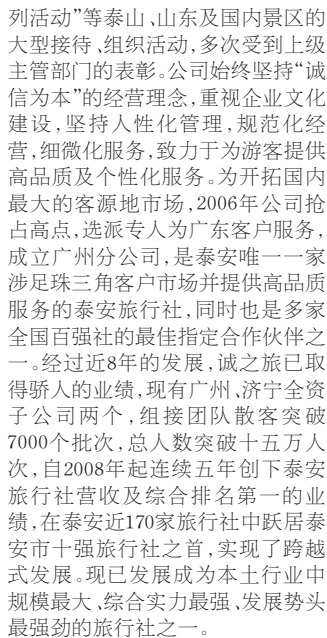 列活动”等泰山、山东及国内景区的
大型接待、组织活动，多次受到上级
主管部门的表彰。公司始终坚持“诚
信为本”的经营理念，重视企业文化
建设，坚持人性化管理，规范化经
营，细微化服务，致力于为游客提供
高品质及个性化服务。为开拓国内
最大的客源地市场，2006年公司抢
占高点，选派专人为广东客户服务，
成立广州分公司，是泰安唯一一家
涉足珠三角客户市场并提供高品质
服务的泰安旅行社，同时也是多家
全国百强社的最佳指定合作伙伴之
一。经过近8年的发展，诚之旅已取
得骄人的业绩，现有广州、济宁全资
子公司两个，组接团队散客突破
7000个批次，总人数突破十五万人
次，自2008年起连续五年创下泰安
旅行社营收及综合排名第一的业
绩，在泰安近170家旅行社中跃居泰
安市十强旅行社之首，实现了跨越
式发展。现已发展成为本土行业中
规模最大、综合实力最强、发展势头
最强劲的旅行社之一。